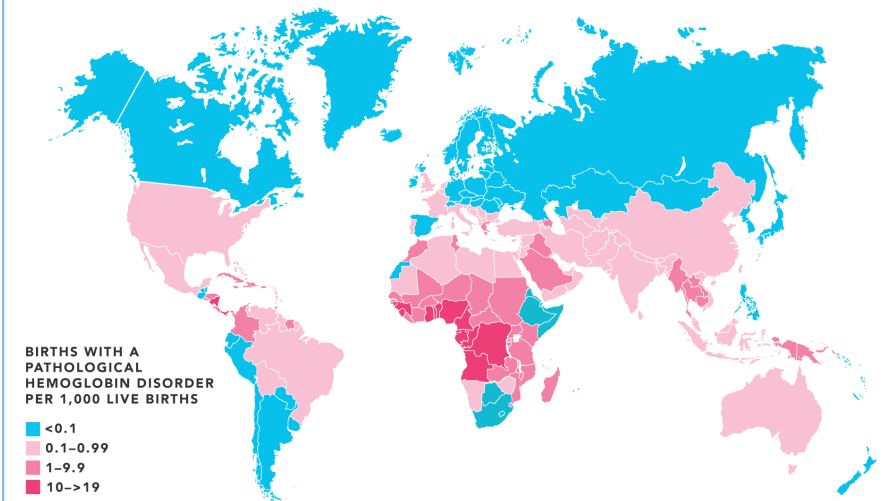 BIRTHS WITH A
PATHOLOGICAL
HEMOGLOBIN DISORDER
PER 1,000 LIVE BIRTHS
<0.1
0.1–0.99
1–9.9
10–>19